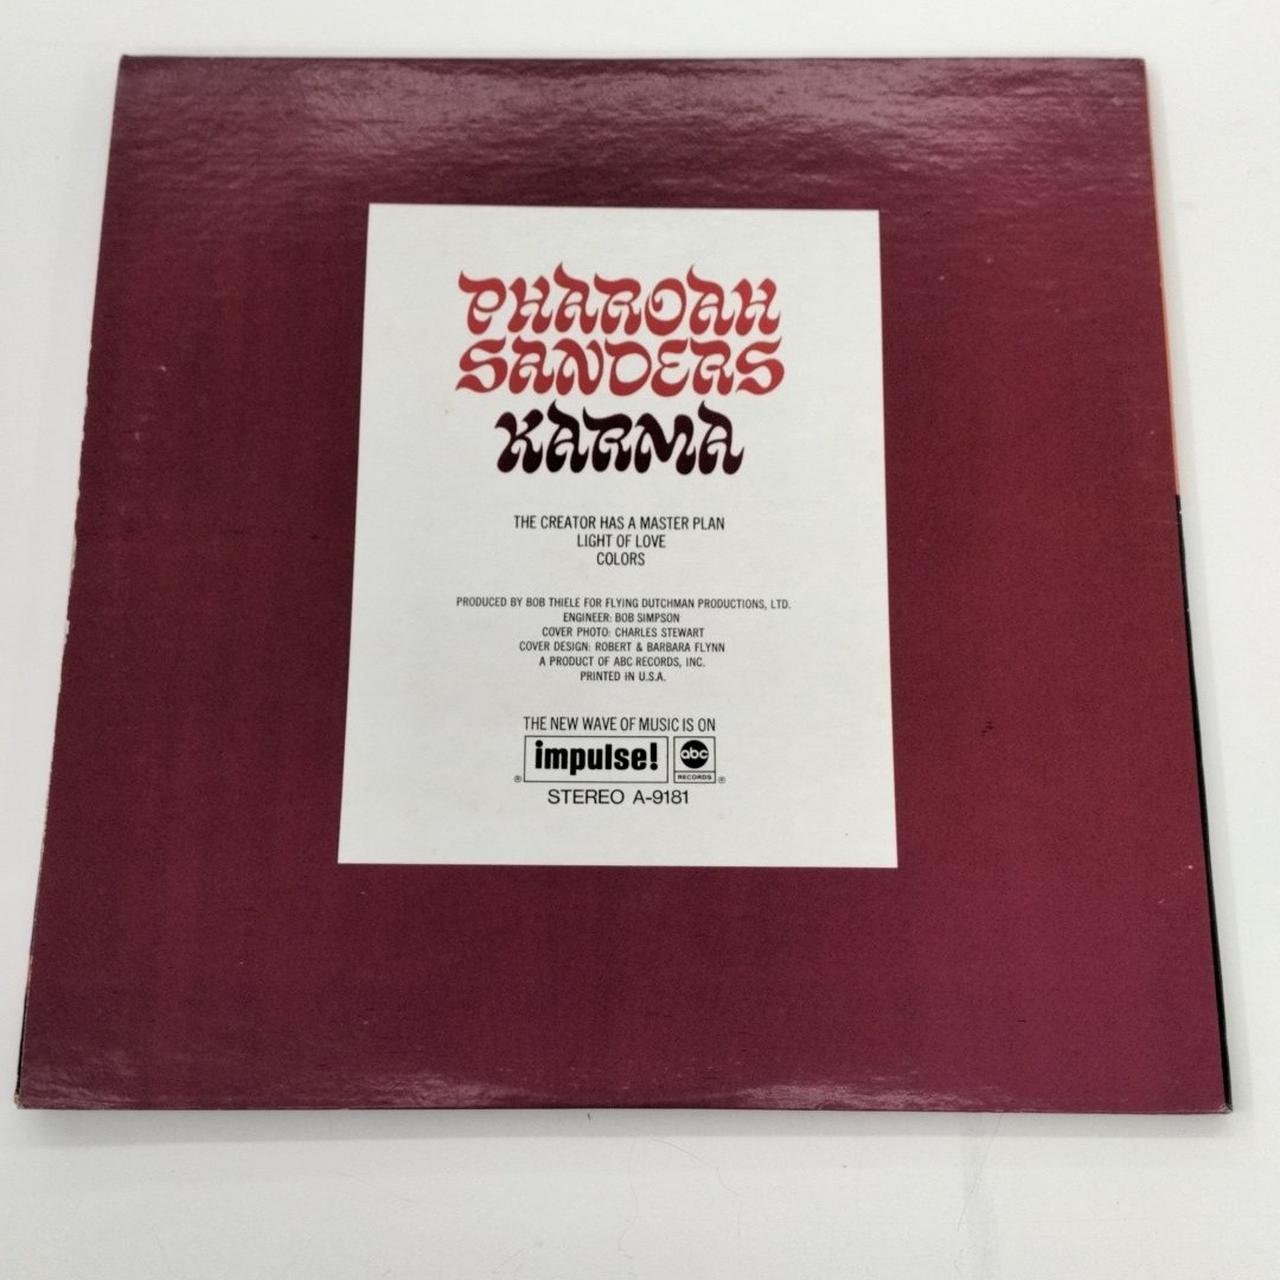 PHAROAH
SANDERS
KARMA
THE CREATOR HAS A MASTER PLAN
LIGHT OF LOVE
COLORS
PRODUCED BY BOB THIELE FOR FLYING DUTCHMAN PRODUCTIONS, LTD.
ENGINEER: BOB SIMPSON
COVER PHOTO: CHARLES STEWART
COVER DESIGN: ROBERT & BARBARA FLYNN
A PRODUCT OF ABC RECORDS, INC.
PRINTED IN U.S.A.
THE NEW WAVE OF MUSIC IS ON
® impulse! abc RECORDS ®
STEREO A-9181